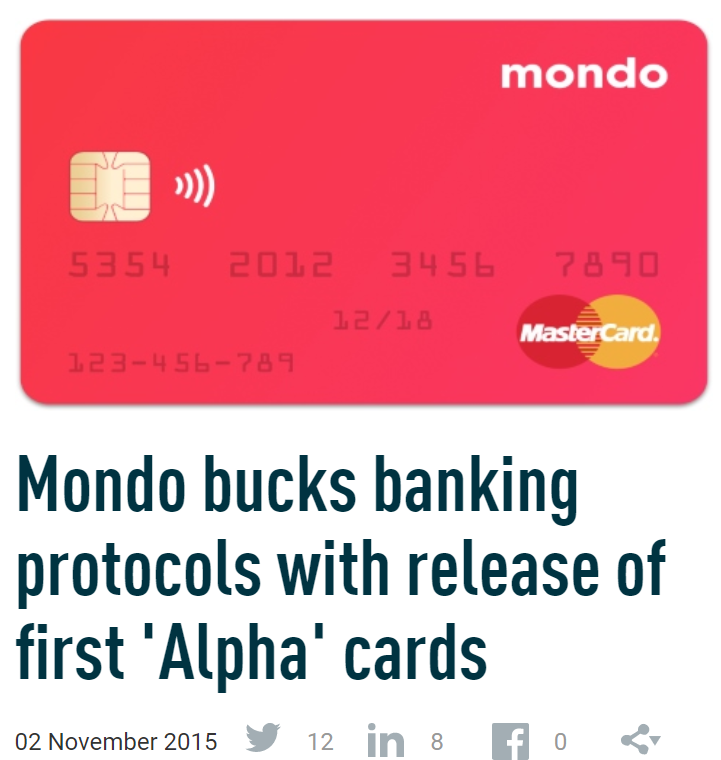 mondo
5354 2012 3456 7890
12/18
MasterCard.
123-456-789
Mondo bucks banking
protocols with release of
first 'Alpha' cards
02 November 2015 12 in 8 f 0